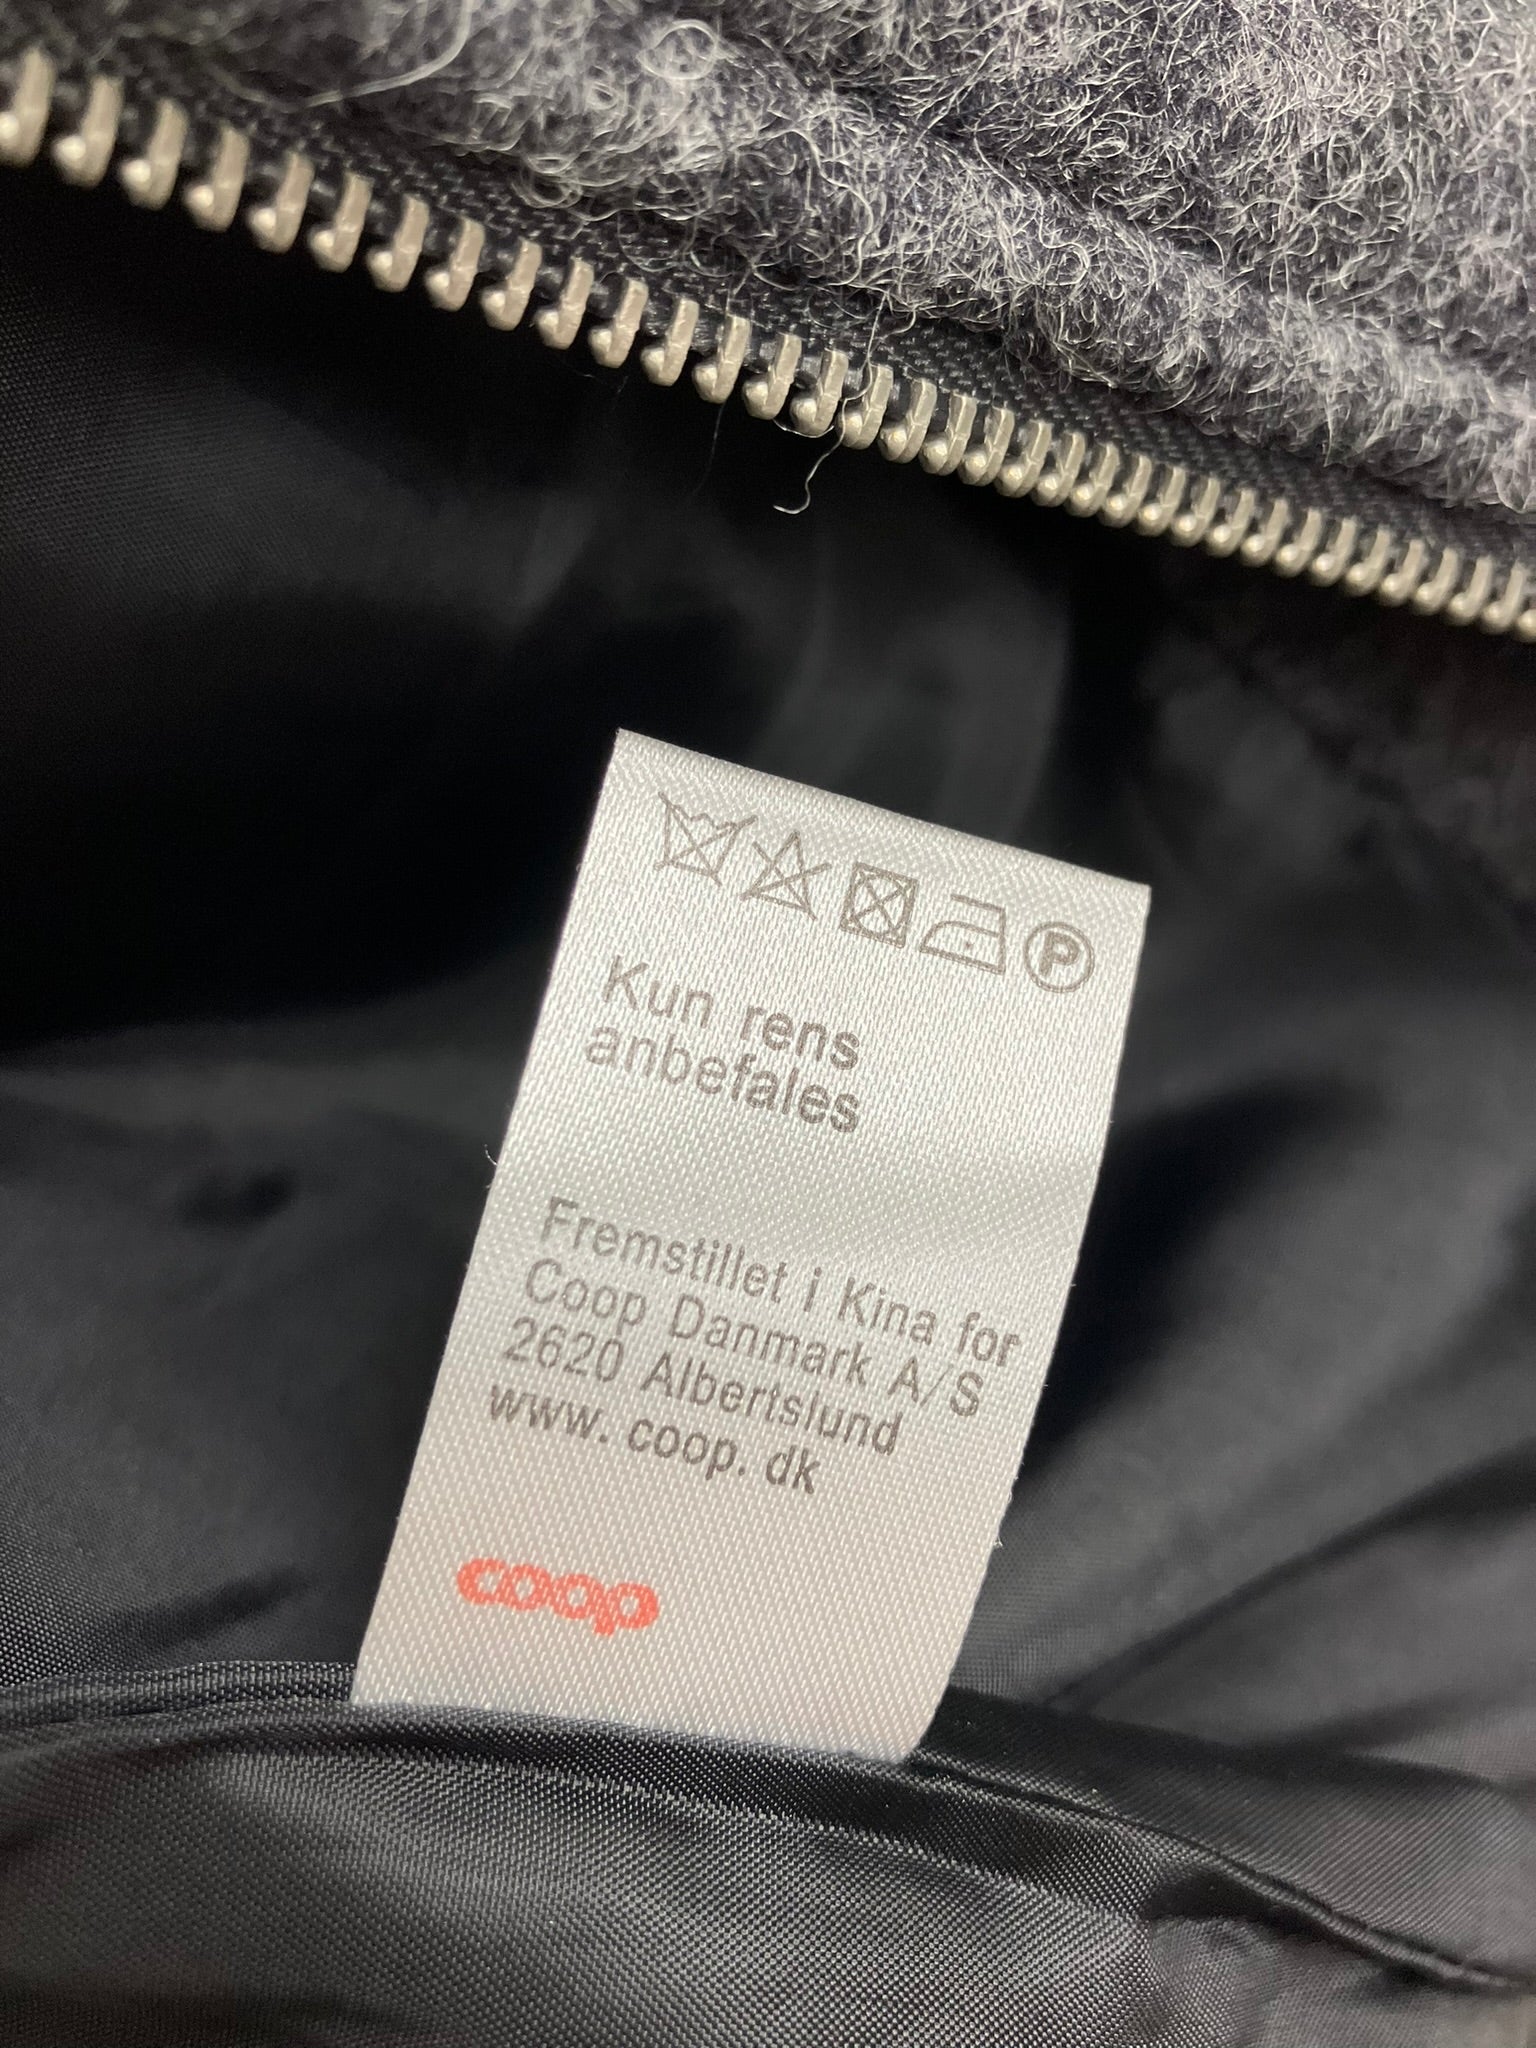 P
Kun rens
anbefales
Fremstillet i Kina for
Coop Danmark A/S
2620 Albertslund
www.coop.dk
coop